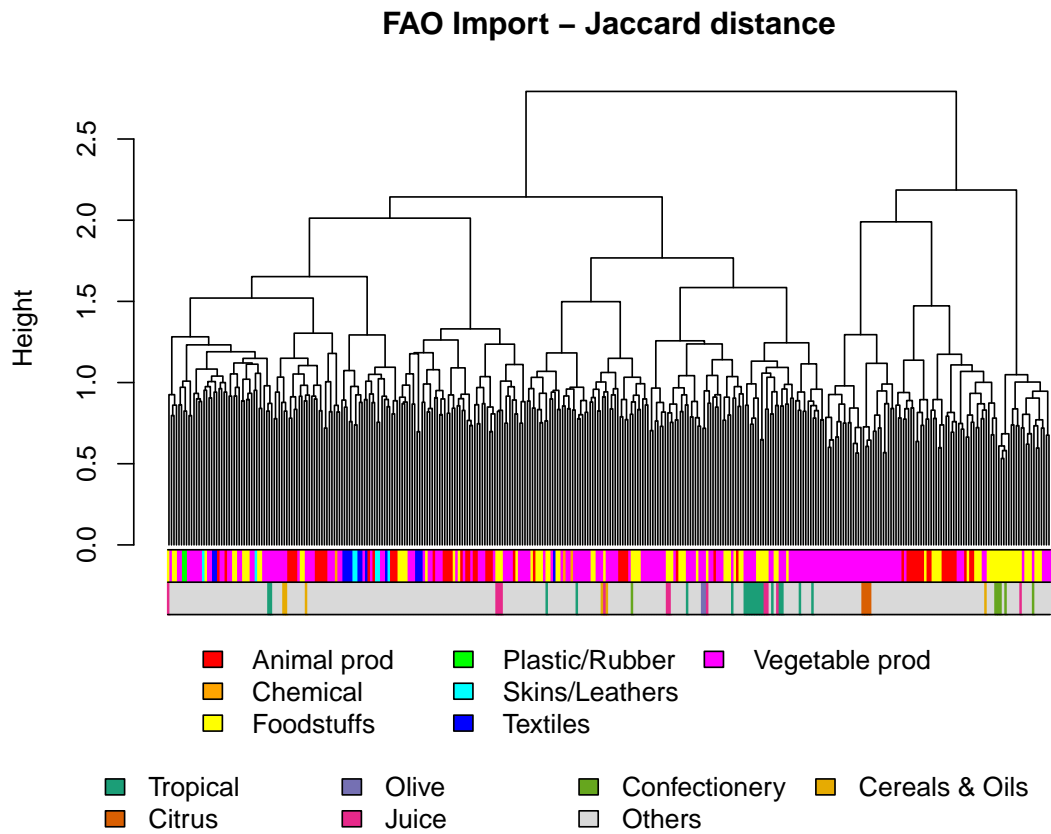 FAO Import – Jaccard distance
Height
2.5
2.0
1.5
1.0
0.5
0.0
Animal prod Plastic/Rubber Vegetable prod
Chemical Skins/Leathers
Foodstuffs Textiles
Tropical Olive Confectionery Cereals & Oils
Citrus Juice Others